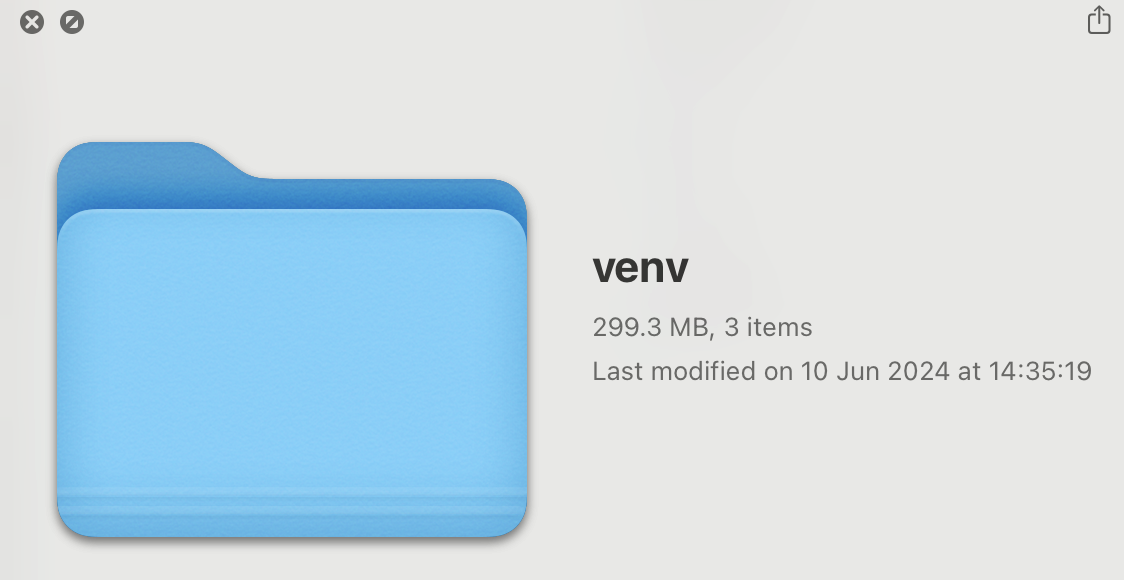 venv
299.3 MB, 3 items
Last modified on 10 Jun 2024 at 14:35:19